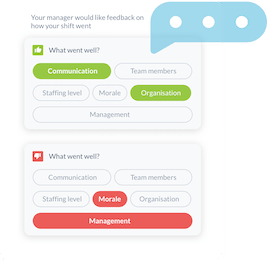 Your manager would like feedback on
how your shift went
What went well?
Communication Team members
Staffing level Morale Organisation
Management
What went well?
Communication Team members
Staffing level Morale Organisation
Management